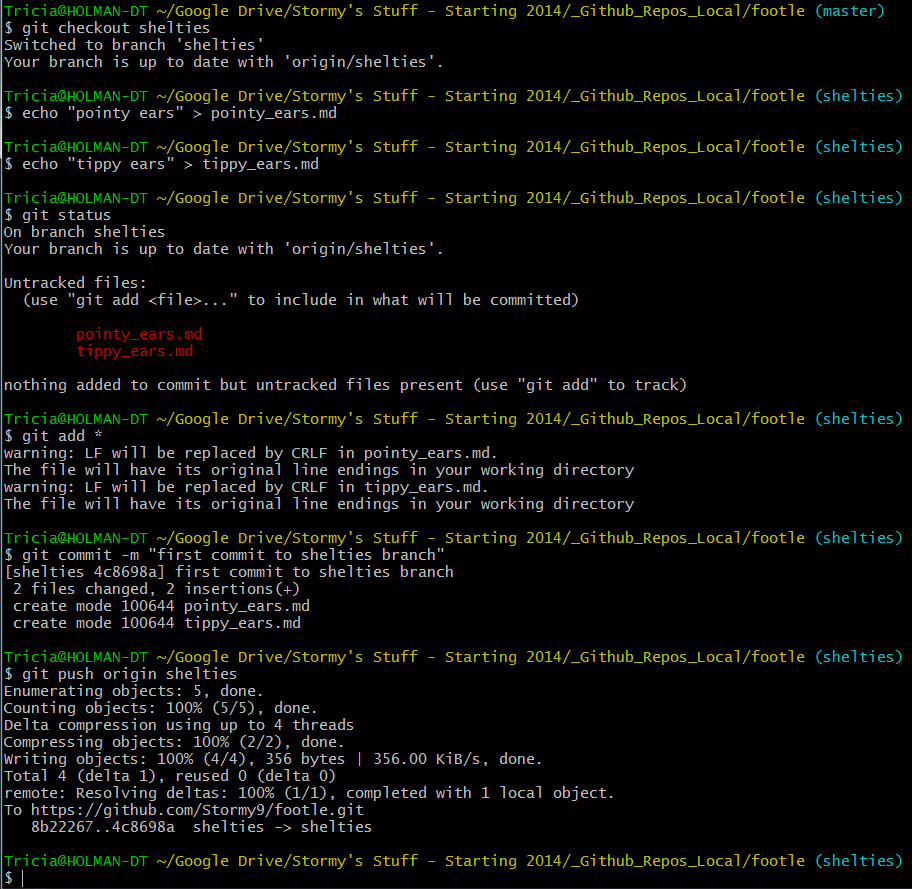 Tricia@HOLMAN-DT ~/Google Drive/Stormy's Stuff - Starting 2014/_Github_Repos_Local/footle (master)
$ git checkout shelties
Switched to branch 'shelties'
Your branch is up to date with 'origin/shelties'.
Tricia@HOLMAN-DT ~/Google Drive/Stormy's Stuff - Starting 2014/_Github_Repos_Local/footle (shelties)
$ echo "pointy ears" > pointy_ears.md
Tricia@HOLMAN-DT ~/Google Drive/Stormy's Stuff - Starting 2014/_Github_Repos_Local/footle (shelties)
$ echo "tippy ears" > tippy_ears.md
Tricia@HOLMAN-DT ~/Google Drive/Stormy's Stuff - Starting 2014/_Github_Repos_Local/footle (shelties)
$ git status
On branch shelties
Your branch is up to date with 'origin/shelties'.
Untracked files:
  (use "git add <file>..." to include in what will be committed)
        pointy_ears.md
        tippy_ears.md
nothing added to commit but untracked files present (use "git add" to track)
Tricia@HOLMAN-DT ~/Google Drive/Stormy's Stuff - Starting 2014/_Github_Repos_Local/footle (shelties)
$ git add *
warning: LF will be replaced by CRLF in pointy_ears.md.
The file will have its original line endings in your working directory
warning: LF will be replaced by CRLF in tippy_ears.md.
The file will have its original line endings in your working directory
Tricia@HOLMAN-DT ~/Google Drive/Stormy's Stuff - Starting 2014/_Github_Repos_Local/footle (shelties)
$ git commit -m "first commit to shelties branch"
[shelties 4c8698a] first commit to shelties branch
 2 files changed, 2 insertions(+)
 create mode 100644 pointy_ears.md
 create mode 100644 tippy_ears.md
Tricia@HOLMAN-DT ~/Google Drive/Stormy's Stuff - Starting 2014/_Github_Repos_Local/footle (shelties)
$ git push origin shelties
Enumerating objects: 5, done.
Counting objects: 100% (5/5), done.
Delta compression using up to 4 threads
Compressing objects: 100% (2/2), done.
Writing objects: 100% (4/4), 356 bytes | 356.00 KiB/s, done.
Total 4 (delta 1), reused 0 (delta 0)
remote: Resolving deltas: 100% (1/1), completed with 1 local object.
To https://github.com/Stormy9/footle.git
   8b22267..4c8698a  shelties -> shelties
Tricia@HOLMAN-DT ~/Google Drive/Stormy's Stuff - Starting 2014/_Github_Repos_Local/footle (shelties)
$